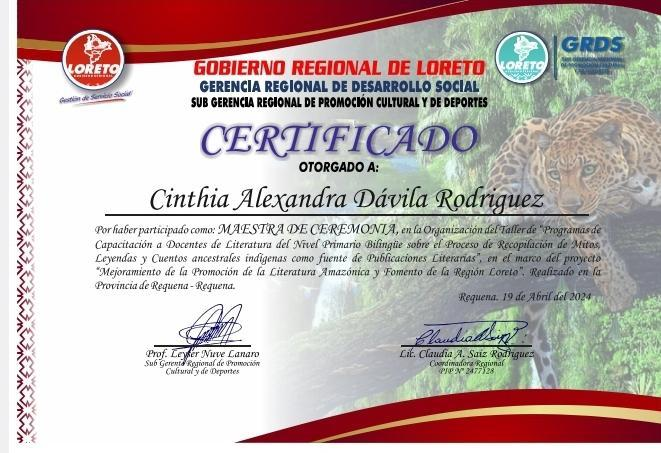 LORETO
GOBIERNO REGIONAL
Gestión de Servicio Social
GOBIERNO REGIONAL DE LORETO
GERENCIA REGIONAL DE DESARROLLO SOCIAL
SUB GERENCIA REGIONAL DE PROMOCIÓN CULTURAL Y DE DEPORTES
LORETO
GRDS
CERTIFICADO
OTORGADO A:
Cinthia Alexandra Dávila Rodriguez
Por haber participado como: MAESTRA DE CEREMONIA, en la Organización del Taller de "Programas de
Capacitación a Docentes de Literatura del Nivel Primario Bilingüe sobre el Proceso de Recopilación de Mitos,
Leyendas y Cuentos ancestrales indígenas como fuente de Publicaciones Literarias", en el marco del proyecto
"Mejoramiento de la Promoción de la Literatura Amazónica y Fomento de la Región Loreto". Realizado en la
Provincia de Requena - Requena.
Requena. 19 de Abril del 2024
Prof. Leyser Nuve Lanaro
Sub Gerente Regional de Promoción
Cultural y de Deportes
Lic. Claudia A. Saiz Rodriguez
Coordinadora Regional
PIP Nº 2477128